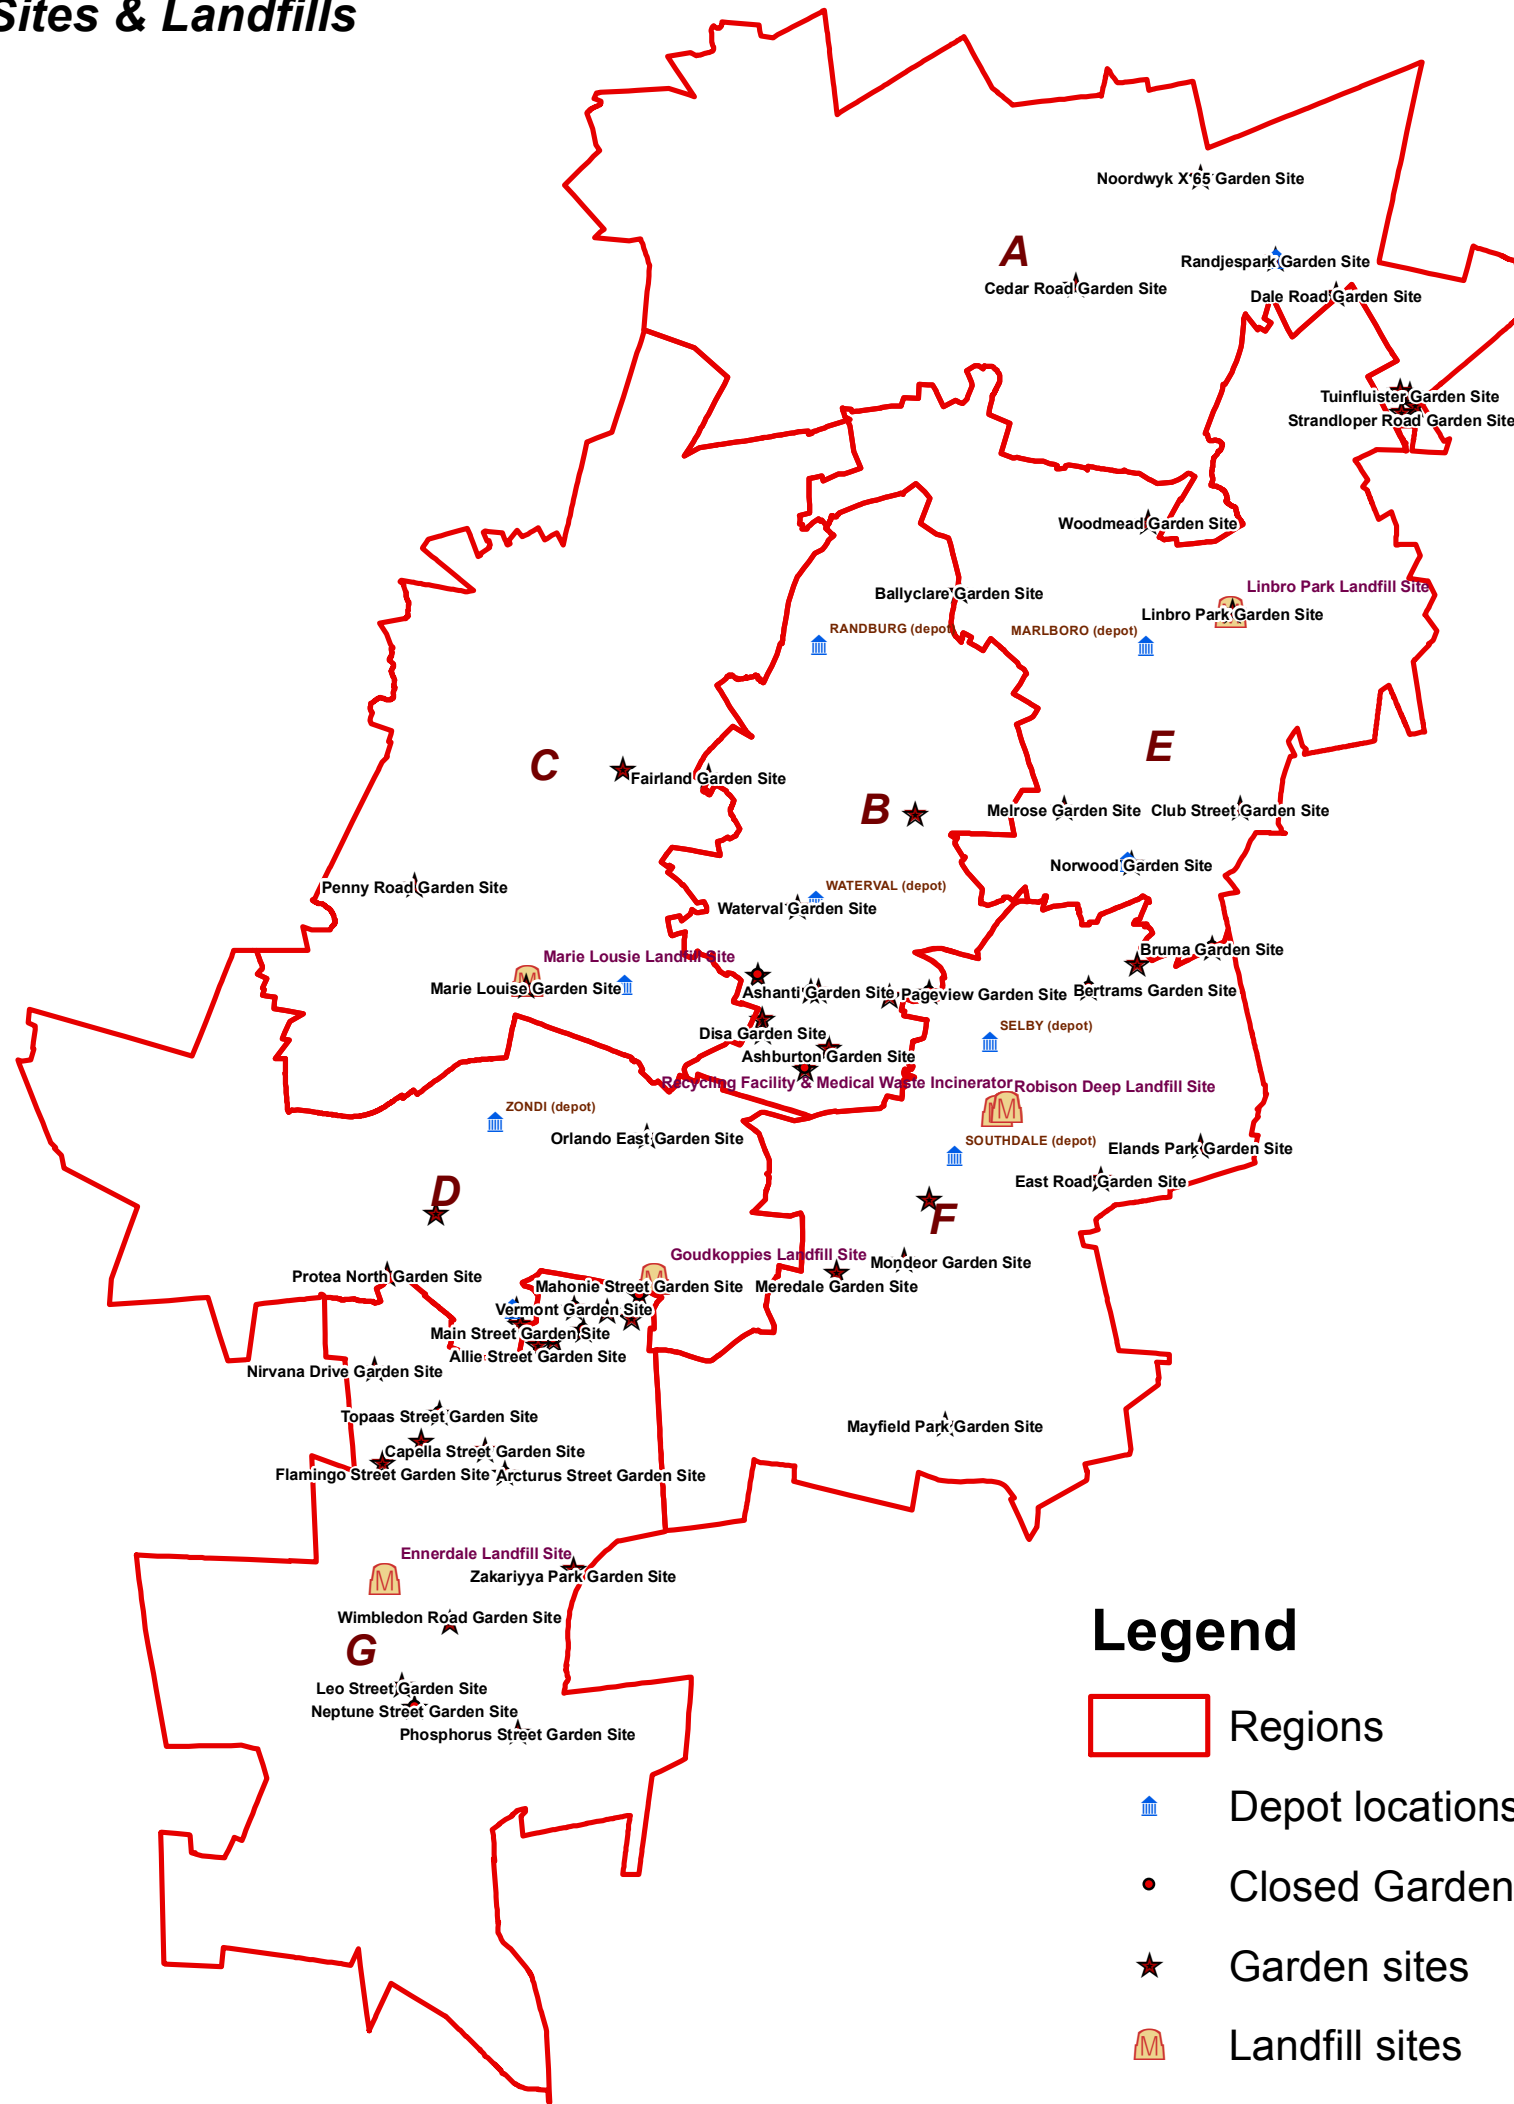 Sites & Landfills
Noordwyk X'65 Garden Site
A
Randjespark Garden Site
Cedar Road Garden Site
Dale Road Garden Site
Tuinfluister Garden Site
Strandloper Road Garden Site
Woodmead Garden Site
Linbro Park Landfill Site
Ballyclare Garden Site
Linbro Park Garden Site
RANDBURG (depot)
MARLBORO (depot)
E
C
Fairland Garden Site
B
Melrose Garden Site
Club Street Garden Site
Norwood Garden Site
Penny Road Garden Site
WATERVAL (depot)
Waterval Garden Site
Bruma Garden Site
Marie Lousie Landfill Site
Marie Louise Garden Site
Ashanti Garden Site
Pageview Garden Site
Bertrams Garden Site
SELBY (depot)
Disa Garden Site
Ashburton Garden Site
Recycling Facility & Medical Waste Incinerator
Robison Deep Landfill Site
ZONDI (depot)
Orlando East Garden Site
SOUTHDALE (depot)
Elands Park Garden Site
East Road Garden Site
D
F
Goudkoppies Landfill Site
Mondeor Garden Site
Protea North Garden Site
Mahonie Street Garden Site
Meredale Garden Site
Vermont Garden Site
Main Street Garden Site
Allie Street Garden Site
Nirvana Drive Garden Site
Topaas Street Garden Site
Mayfield Park Garden Site
Capella Street Garden Site
Flamingo Street Garden Site
Arcturus Street Garden Site
Ennerdale Landfill Site
Zakariyya Park Garden Site
Wimbledon Road Garden Site
G
Leo Street Garden Site
Neptune Street Garden Site
Phosphorus Street Garden Site
Legend
Regions
Depot locations
Closed Garden
Garden sites
Landfill sites